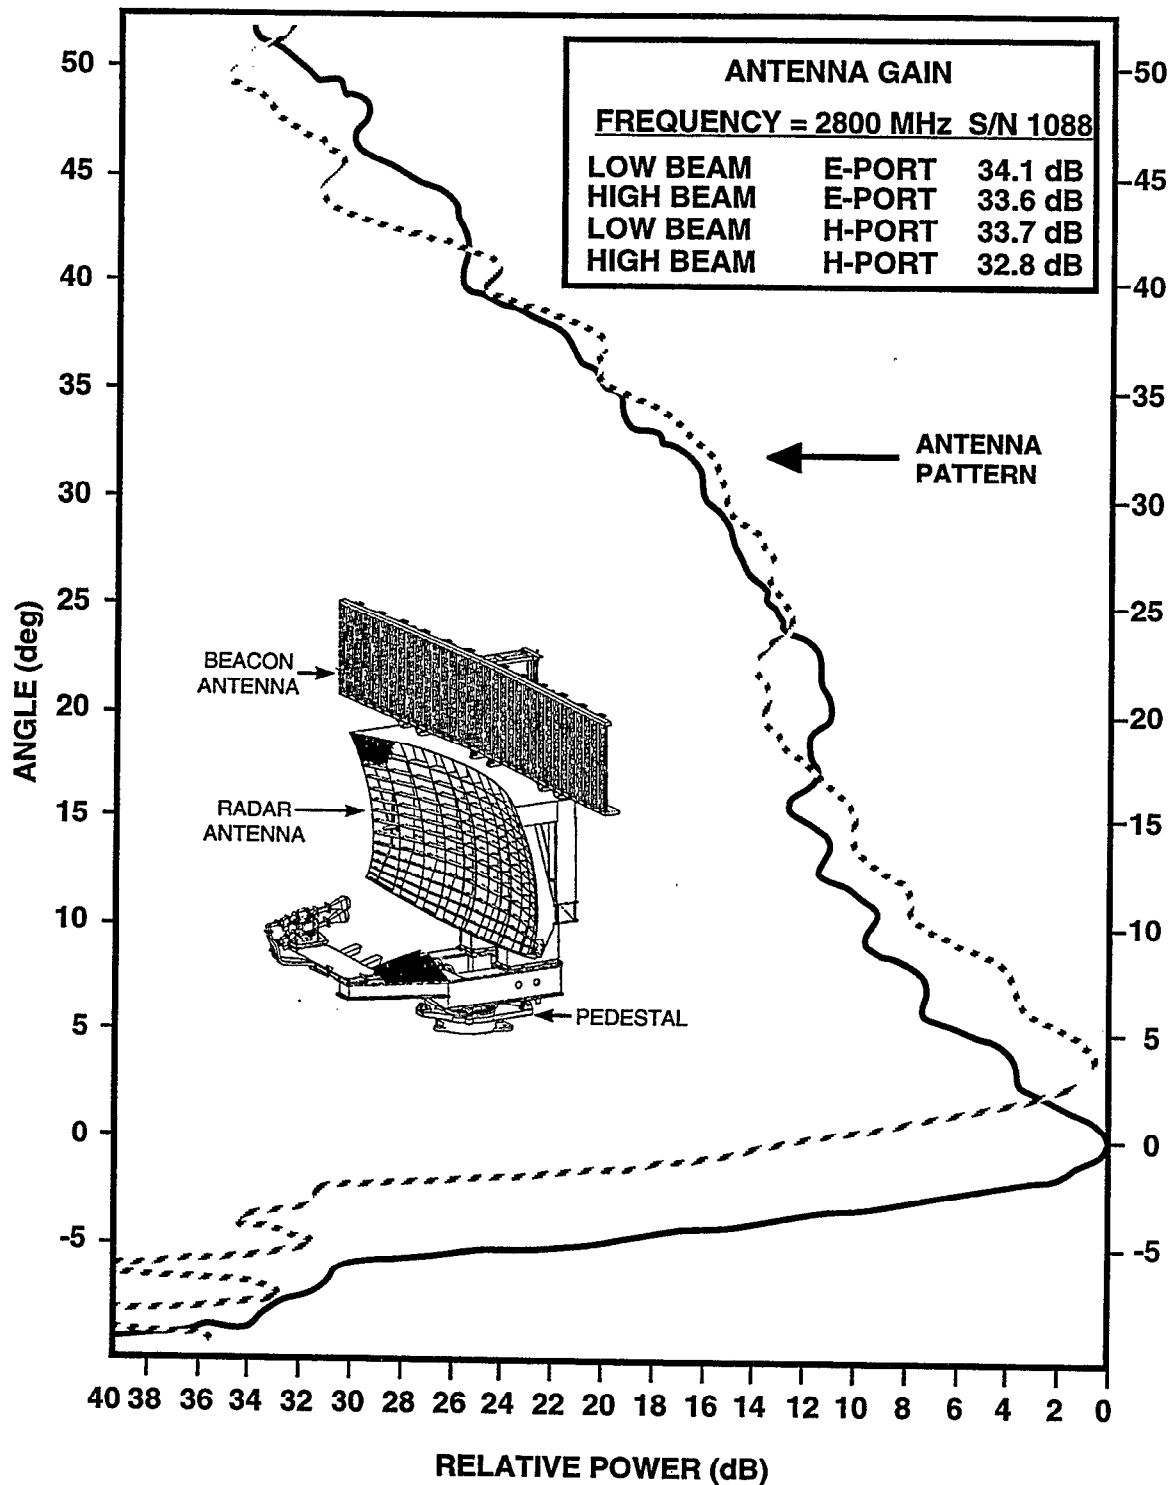 ANTENNA GAIN
FREQUENCY = 2800 MHz S/N 1088
LOW BEAM E-PORT 34.1 dB
HIGH BEAM E-PORT 33.6 dB
LOW BEAM H-PORT 33.7 dB
HIGH BEAM H-PORT 32.8 dB
ANTENNA
PATTERN
ANGLE (deg)
50
45
40
35
30
25
20
15
10
5
0
-5
50
45
40
35
30
25
20
15
10
5
0
-5
BEACON
ANTENNA
RADAR
ANTENNA
PEDESTAL
40 38 36 34 32 30 28 26 24 22 20 18 16 14 12 10 8 6 4 2 0
RELATIVE POWER (dB)